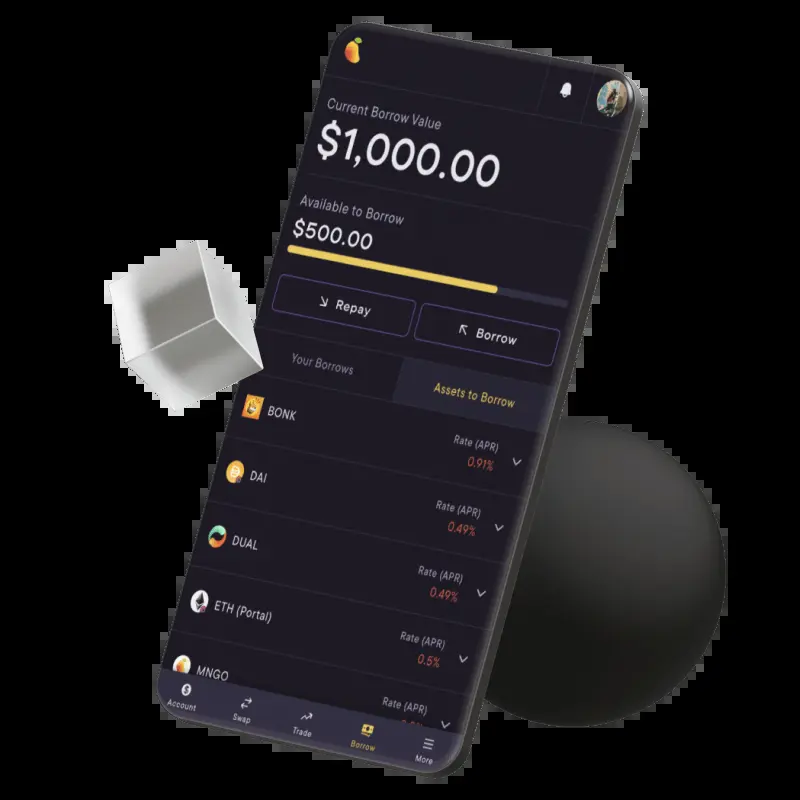 Current Borrow Value
$1,000.00
Available to Borrow
$500.00
Repay
Borrow
Your Borrows
Assets to Borrow
BONK
Rate (APR)
0.91%
DAI
Rate (APR)
0.49%
DUAL
Rate (APR)
0.49%
ETH (Portal)
Rate (APR)
0.5%
MNGO
Rate (APR)
Account
Swap
Trade
Borrow
More